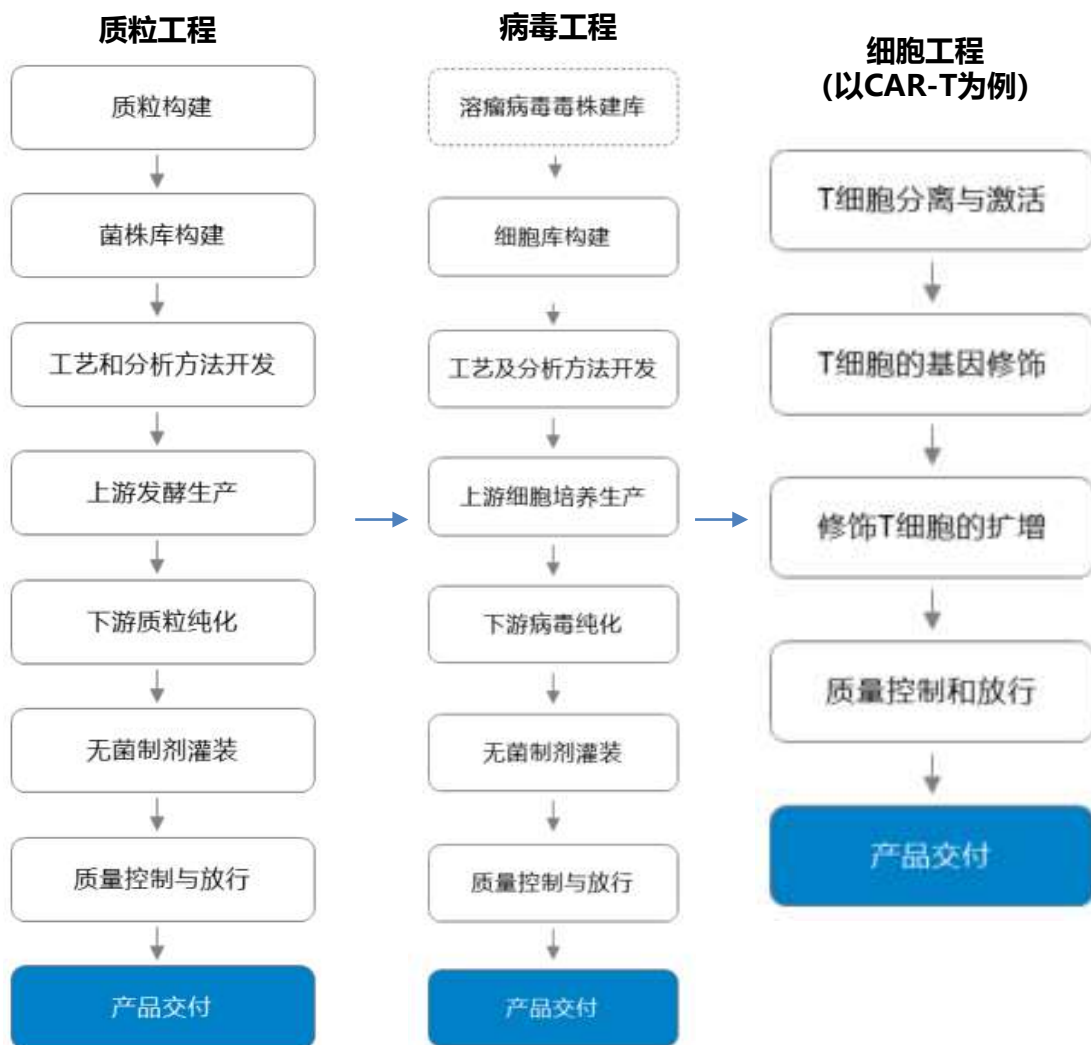 质粒工程
质粒构建
菌株库构建
工艺和分析方法开发
上游发酵生产
下游质粒纯化
无菌制剂灌装
质量控制与放行
产品交付
病毒工程
溶瘤病毒毒株建库
细胞库构建
工艺及分析方法开发
上游细胞培养生产
下游病毒纯化
无菌制剂灌装
质量控制与放行
产品交付
细胞工程
(以CAR-T为例)
T细胞分离与激活
T细胞的基因修饰
修饰T细胞的扩增
质量控制和放行
产品交付